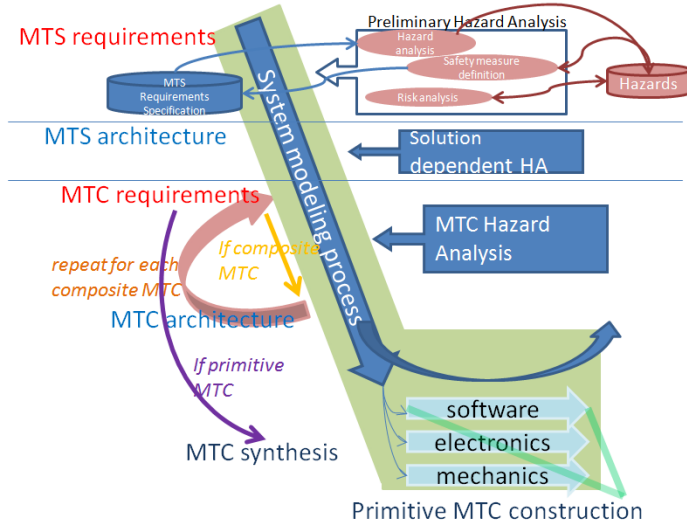 Preliminary Hazard Analysis
MTS requirements
Hazard
analysis
Safety measure
definition
Risk analysis
Hazards
MTS
Requirements
Specification
System modeling process
MTS architecture
Solution
dependent HA
MTC requirements
MTC Hazard
Analysis
If composite
MTC
repeat for each
composite MTC
MTC architecture
If primitive
MTC
software
electronics
mechanics
MTC synthesis
Primitive MTC construction